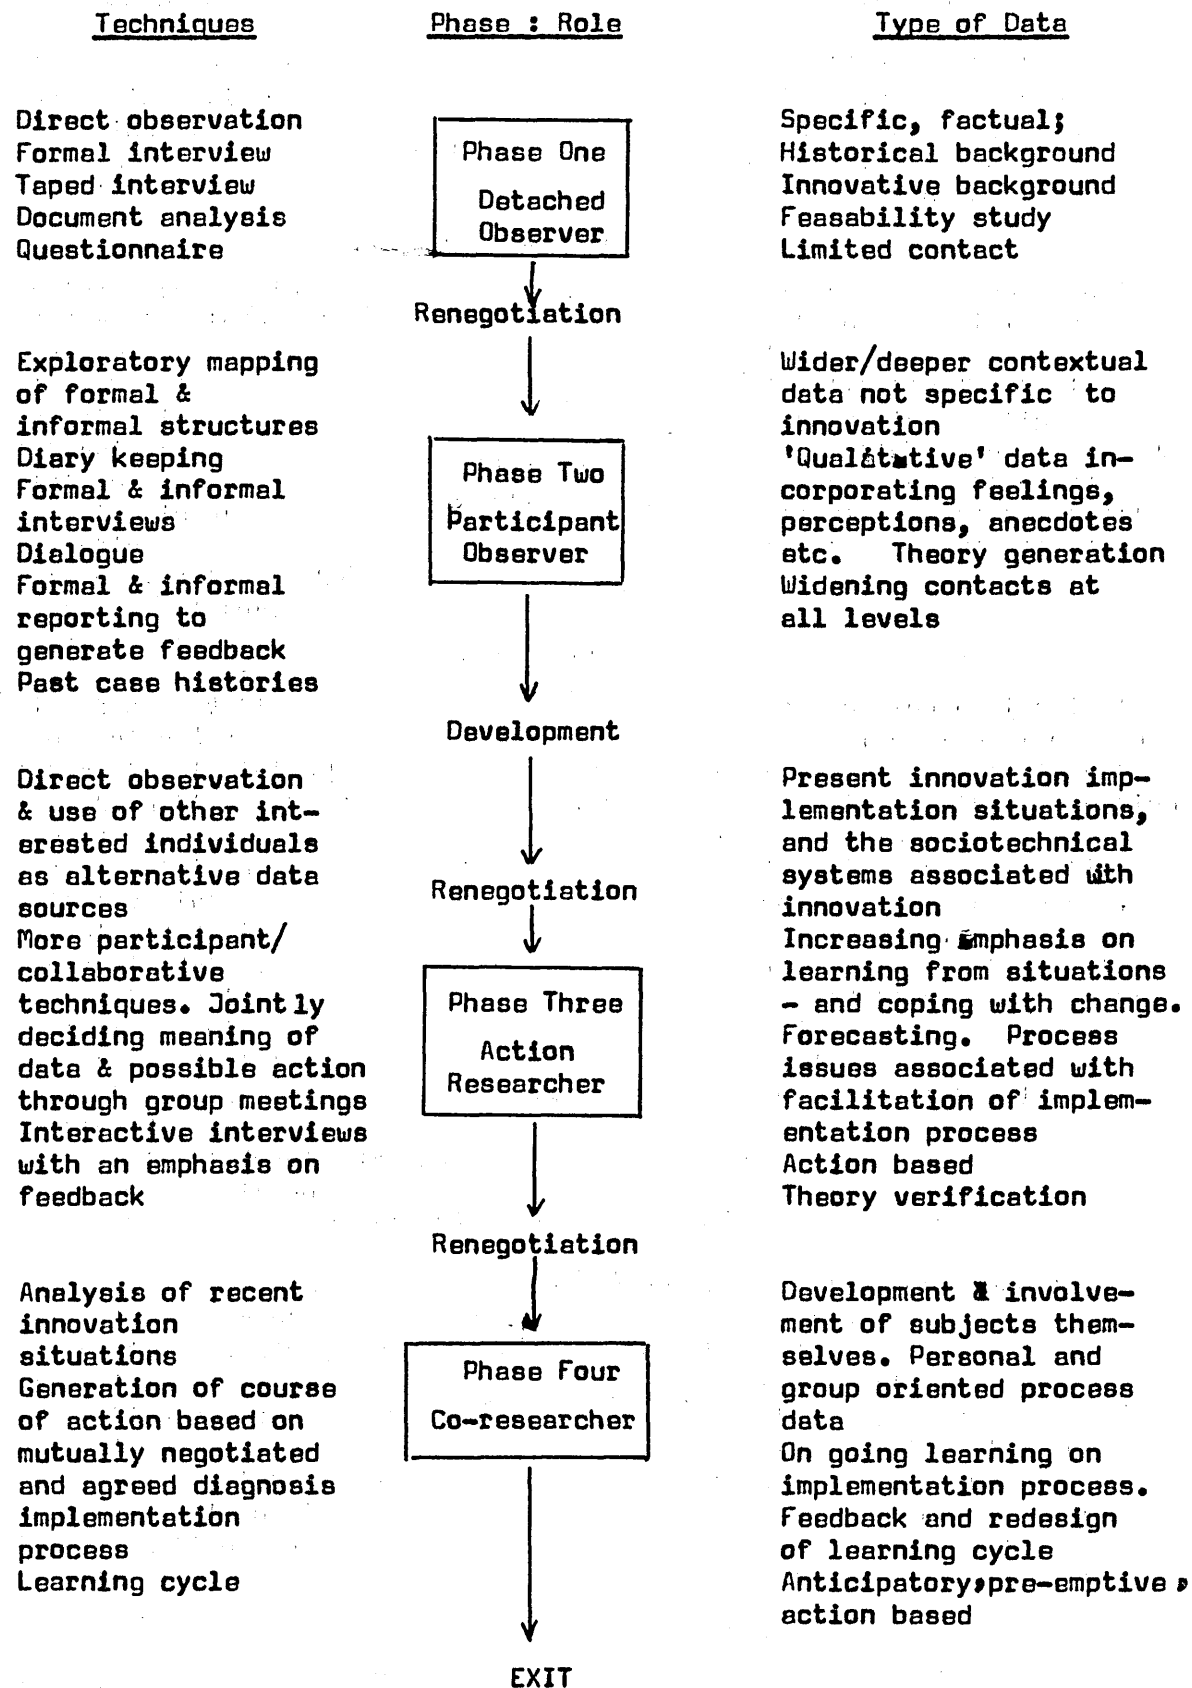 Techniques
Phase : Role
Type of Data
Direct observation
Formal interview
Taped interview
Document analysis
Questionnaire
Phase One
Detached
Observer
Specific, factual;
Historical background
Innovative background
Feasability study
Limited contact
Renegotiation
Exploratory mapping
of formal &
informal structures
Diary keeping
Formal & informal
interviews
Dialogue
Formal & informal
reporting to
generate feedback
Past case histories
Phase Two
Participant
Observer
Wider/deeper contextual
data not specific to
innovation
'Qualitative' data in-
corporating feelings,
perceptions, anecdotes
etc. Theory generation
Widening contacts at
all levels
Development
Direct observation
& use of other int-
erested individuals
as alternative data
sources
More participant/
collaborative
techniques. Jointly
deciding meaning of
data & possible action
through group meetings
Interactive interviews
with an emphasis on
feedback
Renegotiation
Phase Three
Action
Researcher
Present innovation imp-
lementation situations,
and the sociotechnical
systems associated with
innovation
Increasing emphasis on
learning from situations
- and coping with change.
Forecasting. Process
issues associated with
facilitation of implem-
entation process
Action based
Theory verification
Renegotiation
Analysis of recent
innovation
situations
Generation of course
of action based on
mutually negotiated
and agreed diagnosis
implementation
process
Learning cycle
Phase Four
Co-researcher
Development & involve-
ment of subjects them-
selves. Personal and
group oriented process
data
On going learning on
implementation process.
Feedback and redesign
of learning cycle
Anticipatory,pre-emptive,
action based
EXIT